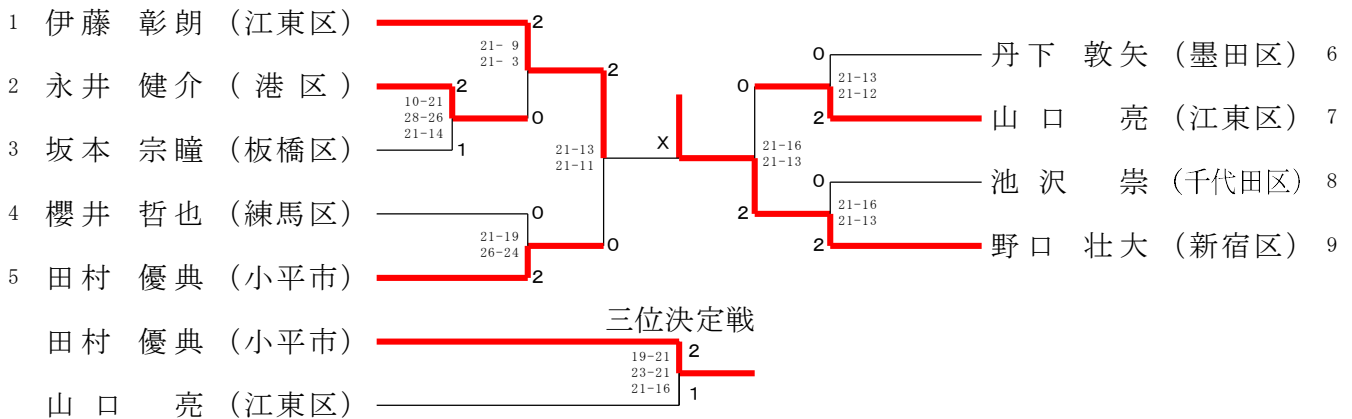 1 伊藤 彰朗 (江東区) 2
21- 9
21- 3
2
2 永井 健介 (港区) 2
10-21
28-26
21-14
0
3 坂本 宗瞳 (板橋区) 1
21-13
21-11
X
4 櫻井 哲也 (練馬区) 0
21-19
26-24
0
5 田村 優典 (小平市) 2
0 丹下 敦矢 (墨田区) 6
21-13
21-12
0
2 山口 亮 (江東区) 7
21-16
21-13
0 池沢 崇 (千代田区) 8
21-16
21-13
2
2 野口 壮大 (新宿区) 9
三位決定戦
田村 優典 (小平市) 2
19-21
23-21
21-16
山口 亮 (江東区) 1